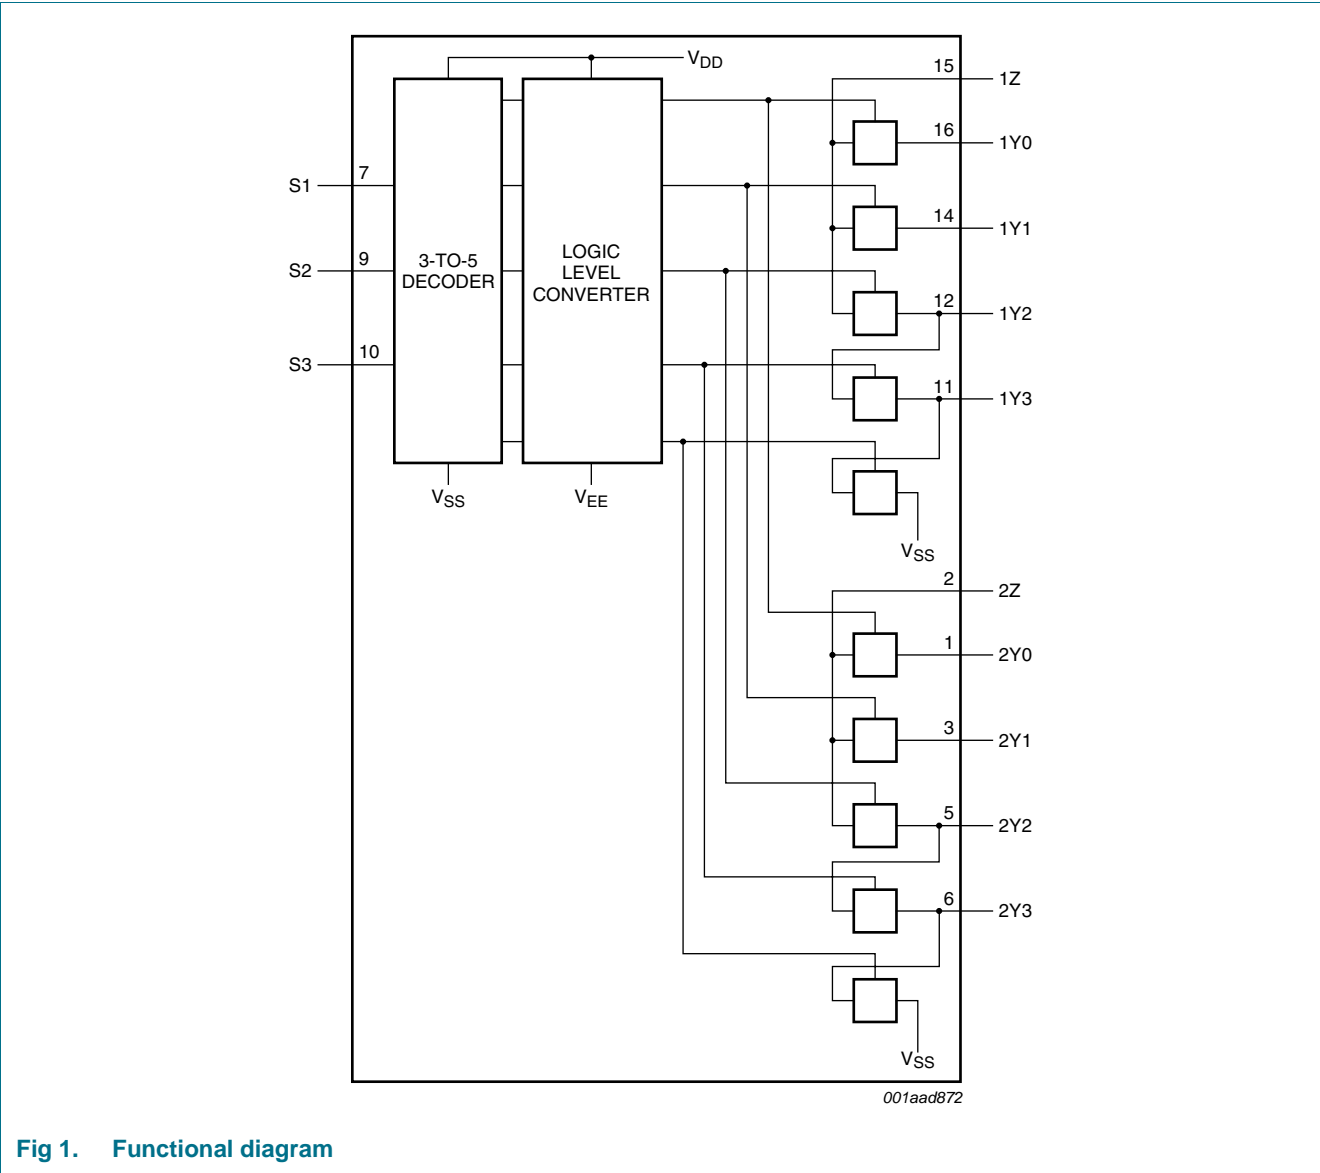 VDD
15
1Z
16
1Y0
S1
7
14
1Y1
S2
9
3-TO-5
DECODER
LOGIC
LEVEL
CONVERTER
12
1Y2
S3
10
11
1Y3
VSS
VEE
VSS
2
2Z
1
2Y0
3
2Y1
5
2Y2
6
2Y3
VSS
001aad872
Fig 1. Functional diagram